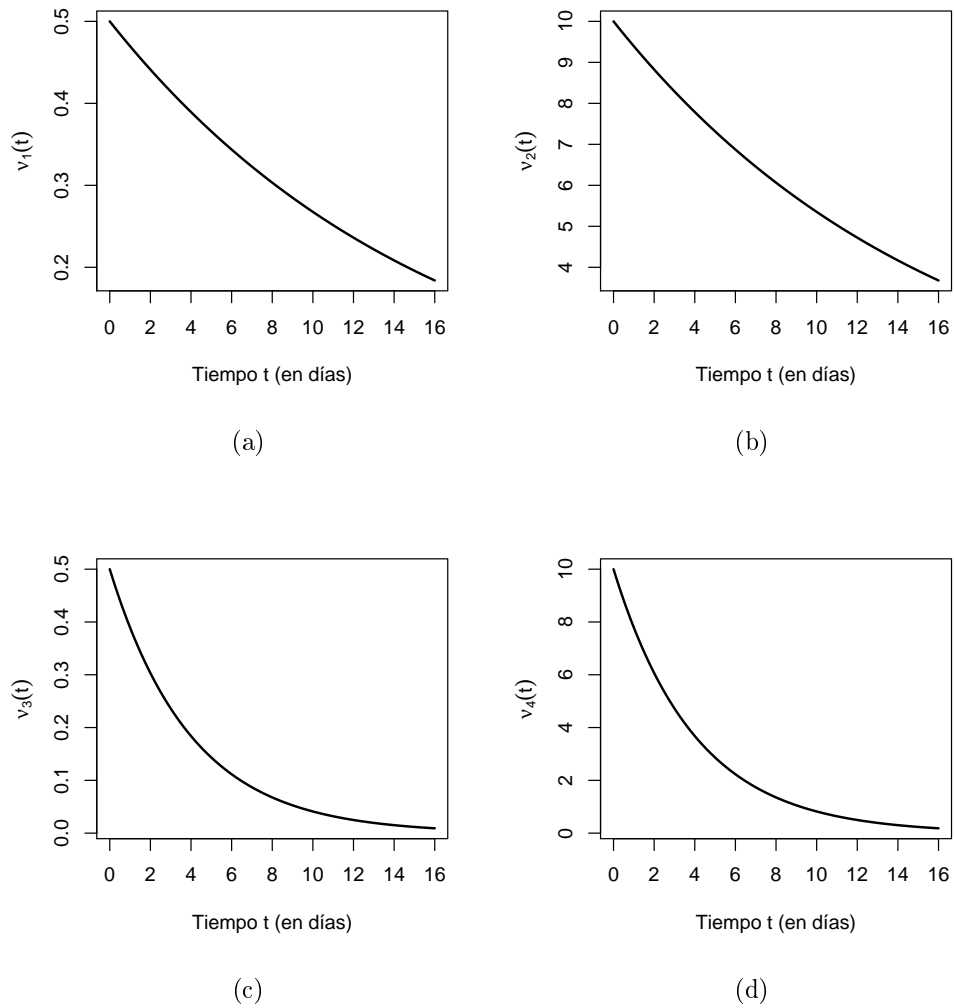 ν1(t)
0.2 0.3 0.4 0.5
0 2 4 6 8 10 12 14 16
Tiempo t (en días)
(a)
ν2(t)
4 5 6 7 8 9 10
0 2 4 6 8 10 12 14 16
Tiempo t (en días)
(b)
ν3(t)
0.0 0.1 0.2 0.3 0.4 0.5
0 2 4 6 8 10 12 14 16
Tiempo t (en días)
(c)
ν4(t)
0 2 4 6 8 10
0 2 4 6 8 10 12 14 16
Tiempo t (en días)
(d)